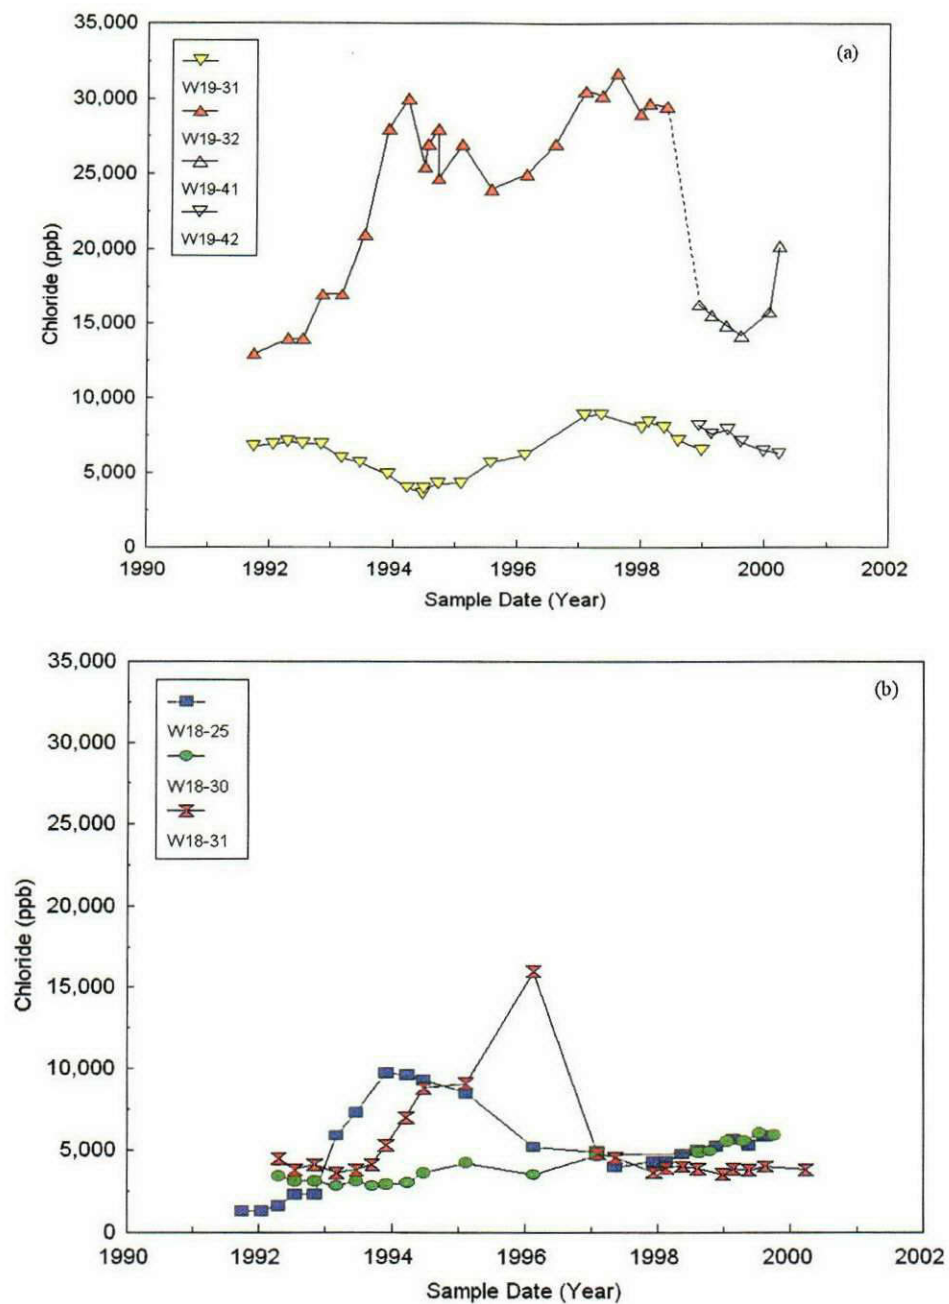 35,000
(a)
W19-31
30,000
W19-32
25,000
W19-41
W19-42
20,000
Chloride (ppb)
15,000
10,000
5,000
0
1990
1992
1994
1996
1998
2000
2002
Sample Date (Year)
35,000
(b)
W18-25
30,000
W18-30
25,000
W18-31
20,000
Chloride (ppb)
15,000
10,000
5,000
0
1990
1992
1994
1996
1998
2000
2002
Sample Date (Year)